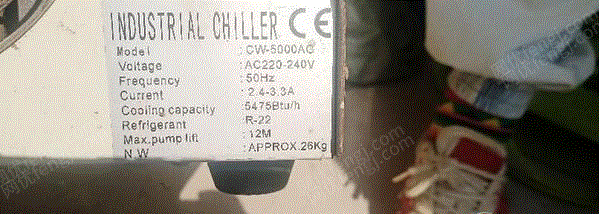 INDUSTRIAL CHILLER CE
Model : CW-5000AG
Voltage : AC220-240V
Frequency : 50Hz
Current : 2.4-3.3A
Cooling capacity : 5475Btu/h
Refrigerant : R-22
Max.pump lift : 12M
N W : APPROX.26Kg